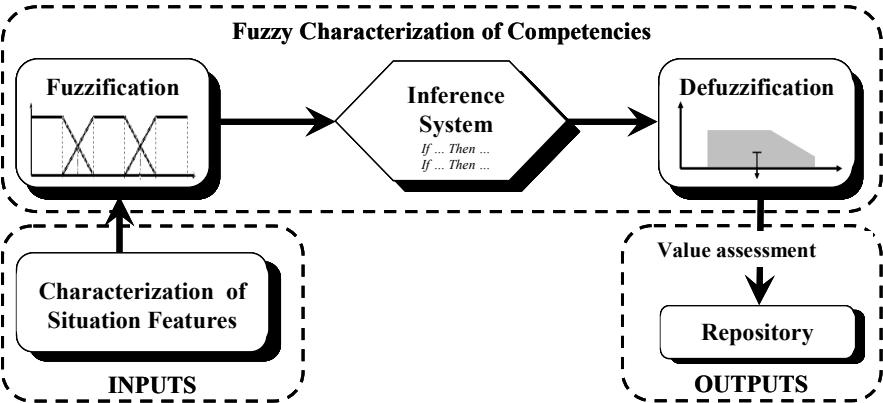 Fuzzy Characterization of Competencies
Fuzzification
Inference
System
If ... Then ...
If ... Then ...
Defuzzification
Characterization of
Situation Features
INPUTS
Value assessment
Repository
OUTPUTS